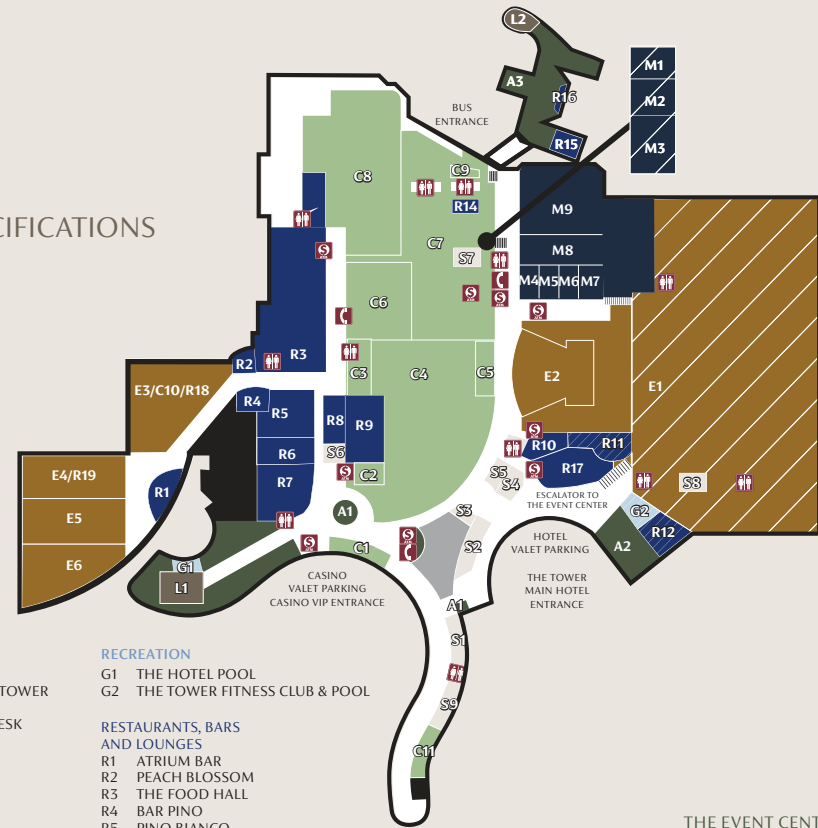 L2
M1
A3
M2
R16
BUS
ENTRANCE
R15
M3
C9
C8
R14
M9
CIFICATIONS
C7
M8
S7
M4
M5
M6
M7
C6
R3
R2
C3
C4
C5
E2
E1
E3/C10/R18
R4
R5
R8
R9
R10
R11
R6
S6
E4/R19
C2
R17
R7
S5
S4
S8
R1
ESCALATOR TO
THE EVENT CENTER
A1
S3
G2
E5
R12
C1
S2
HOTEL
VALET PARKING
A2
E6
G1
L1
CASINO
VALET PARKING
CASINO VIP ENTRANCE
THE TOWER
MAIN HOTEL
ENTRANCE
A1
S1
S9
C11
RECREATION
G1 THE HOTEL POOL
TOWER
G2 THE TOWER FITNESS CLUB & POOL
ESK
RESTAURANTS, BARS
AND LOUNGES
R1 ATRIUM BAR
R2 PEACH BLOSSOM
R3 THE FOOD HALL
R4 BAR PINO
R5 PINO BIANCO
THE EVENT CENT